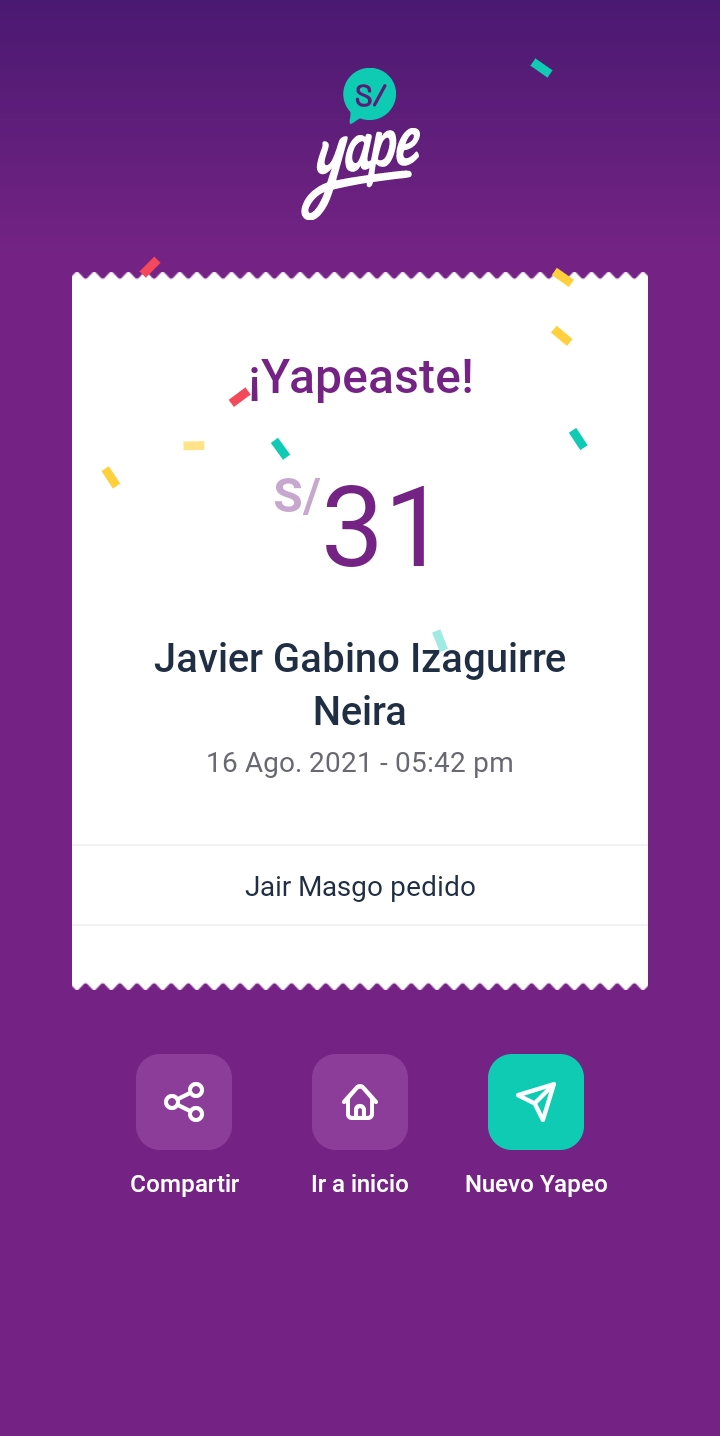 S/
yape
¡Yapeaste!
S/31
Javier Gabino Izaguirre
Neira
16 Ago. 2021 - 05:42 pm
Jair Masgo pedido
Compartir
Ir a inicio
Nuevo Yapeo